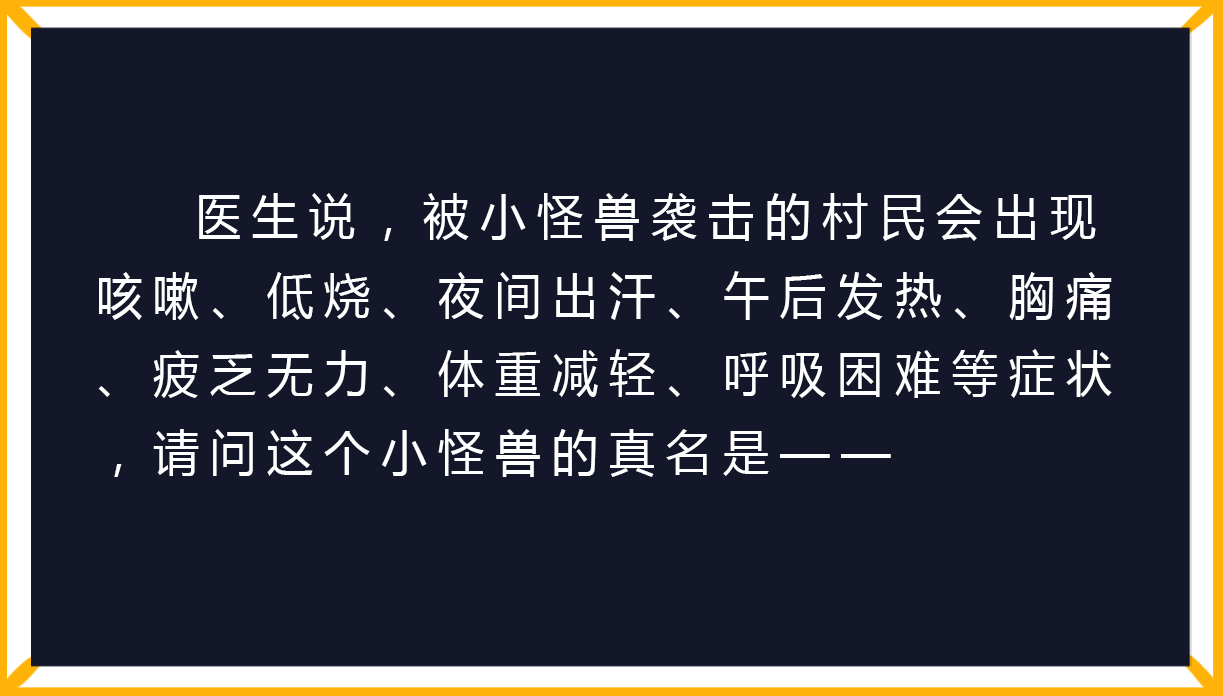 医生说，被小怪兽袭击的村民会出现
咳嗽、低烧、夜间出汗、午后发热、胸痛
、疲乏无力、体重减轻、呼吸困难等症状
，请问这个小怪兽的真名是——